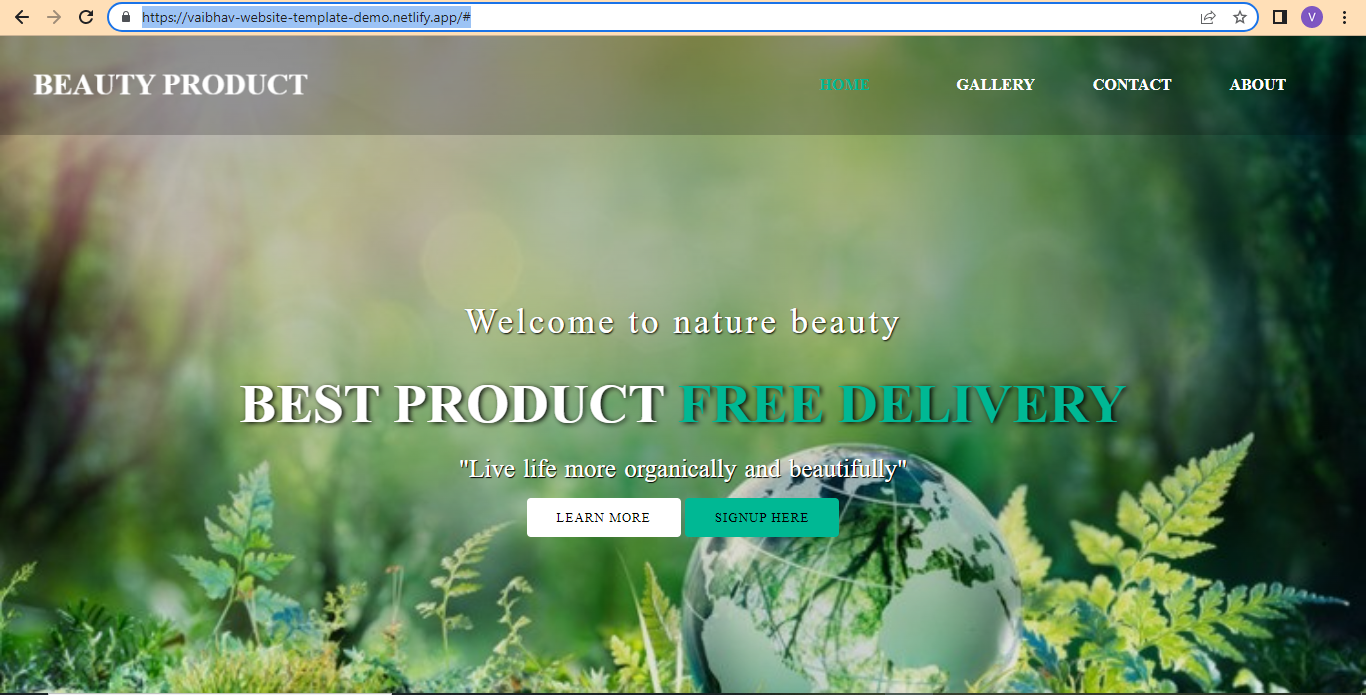 https://vaibhav-website-template-demo.netlify.app/#
V
BEAUTY PRODUCT
HOME GALLERY CONTACT ABOUT
Welcome to nature beauty
BEST PRODUCT FREE DELIVERY
"Live life more organically and beautifully"
LEARN MORE SIGNUP HERE